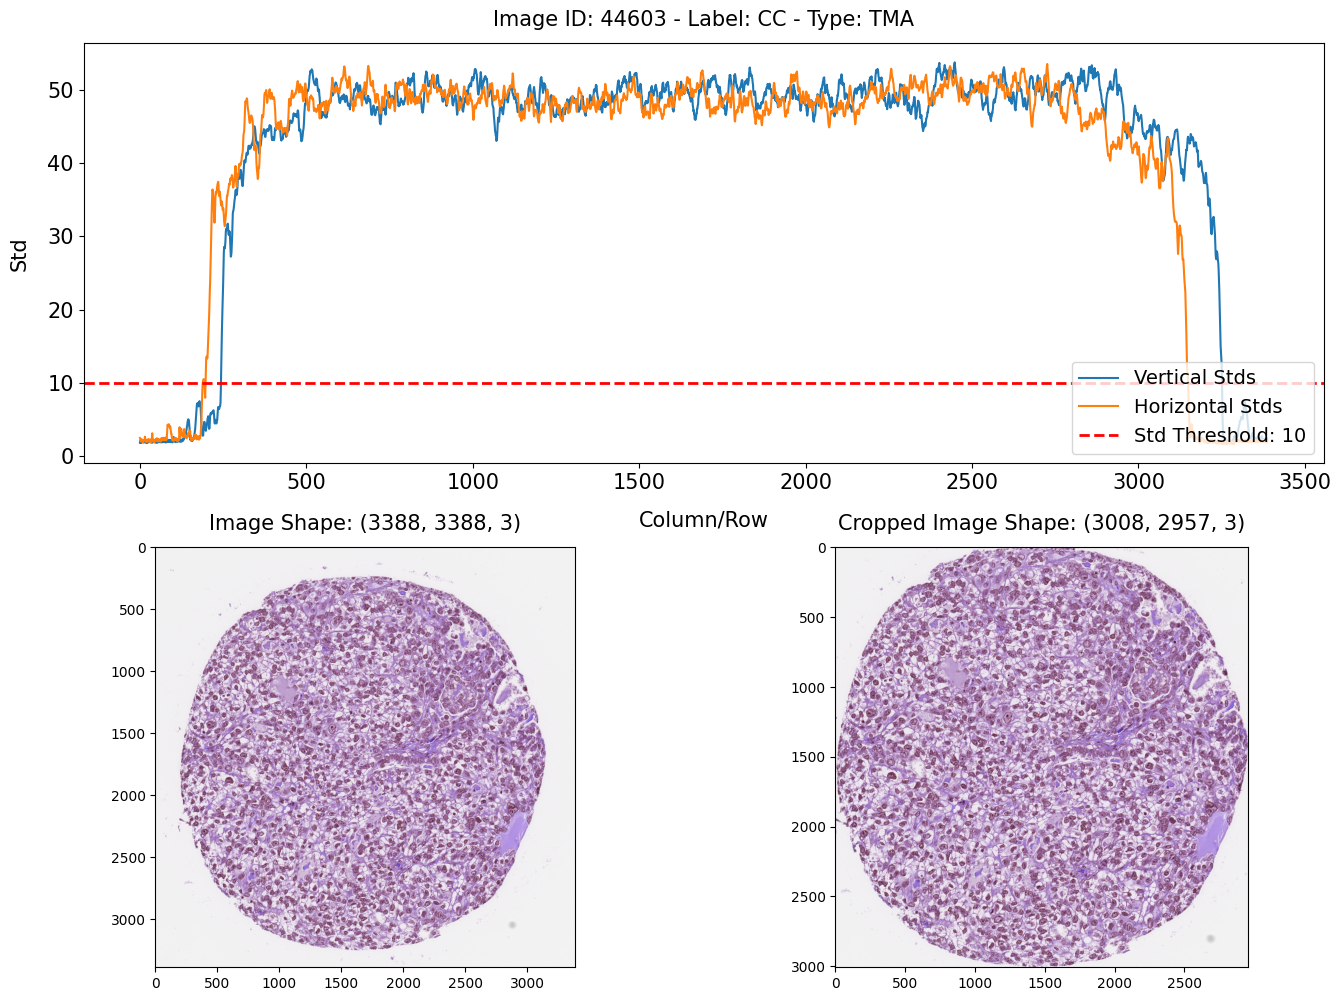 Image ID: 44603 - Label: CC - Type: TMA
50
40
30
20
10
0
Std
Vertical Stds
Horizontal Stds
Std Threshold: 10
0 500 1000 1500 2000 2500 3000 3500
Column/Row
Image Shape: (3388, 3388, 3)
0
500
1000
1500
2000
2500
3000
0 500 1000 1500 2000 2500 3000
Cropped Image Shape: (3008, 2957, 3)
0
500
1000
1500
2000
2500
3000
0 500 1000 1500 2000 2500